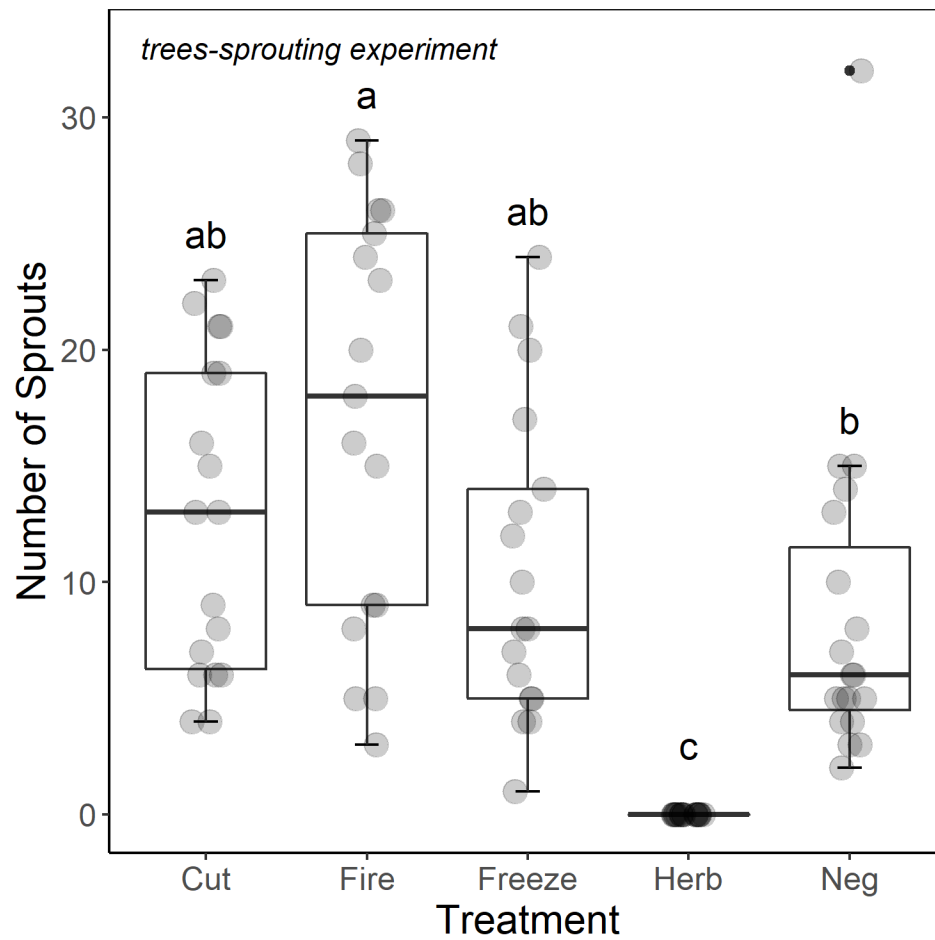 trees-sprouting experiment
a
ab
ab
b
c
30
20
10
0
Number of Sprouts
Cut Fire Freeze Herb Neg
Treatment